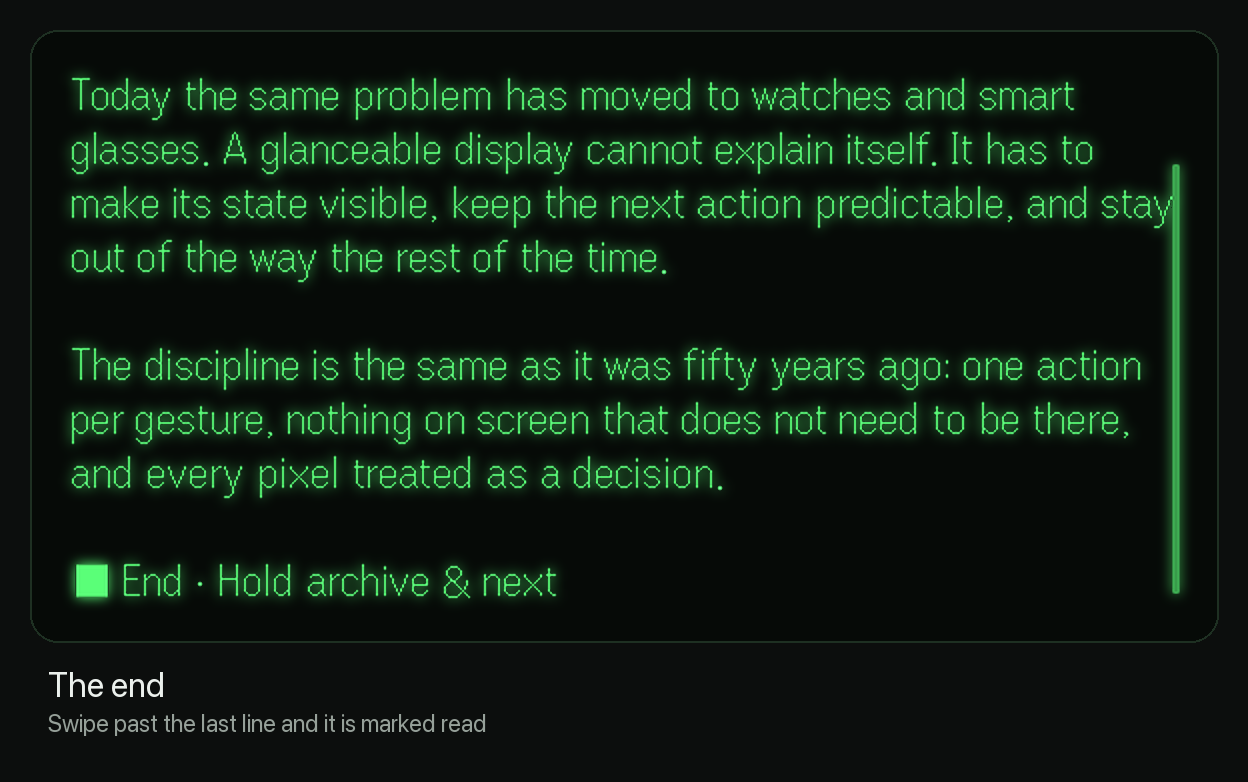 Today the same problem has moved to watches and smart
glasses. A glanceable display cannot explain itself. It has to
make its state visible, keep the next action predictable, and stay
out of the way the rest of the time.
The discipline is the same as it was fifty years ago: one action
per gesture, nothing on screen that does not need to be there,
and every pixel treated as a decision.
■ End · Hold archive & next
The end
Swipe past the last line and it is marked read